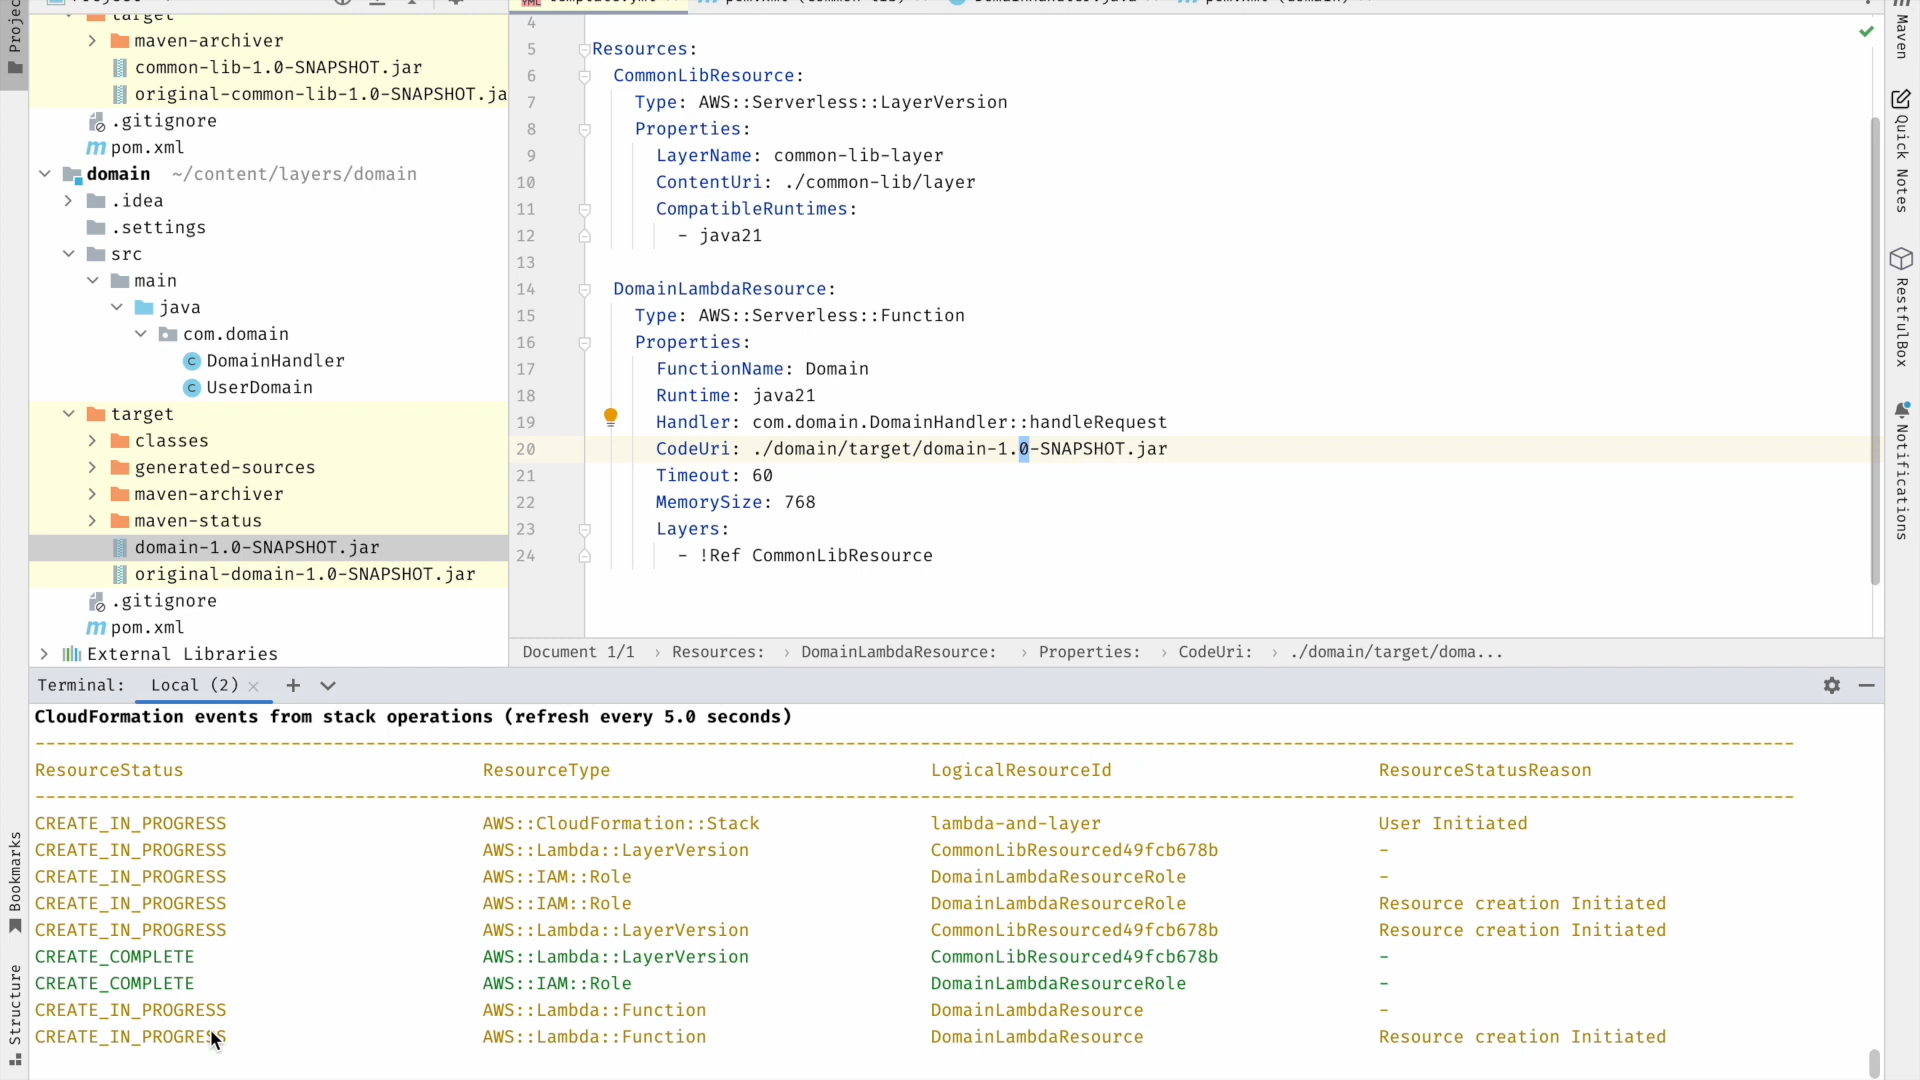 Project
target
maven-archiver
common-lib-1.0-SNAPSHOT.jar
original-common-lib-1.0-SNAPSHOT.ja
.gitignore
pom.xml
domain ~/content/layers/domain
.idea
.settings
src
main
java
com.domain
DomainHandler
UserDomain
target
classes
generated-sources
maven-archiver
maven-status
domain-1.0-SNAPSHOT.jar
original-domain-1.0-SNAPSHOT.jar
.gitignore
pom.xml
External Libraries
4
5 Resources:
6 CommonLibResource:
7 Type: AWS::Serverless::LayerVersion
8 Properties:
9 LayerName: common-lib-layer
10 ContentUri: ./common-lib/layer
11 CompatibleRuntimes:
12 - java21
13
14 DomainLambdaResource:
15 Type: AWS::Serverless::Function
16 Properties:
17 FunctionName: Domain
18 Runtime: java21
19 Handler: com.domain.DomainHandler::handleRequest
20 CodeUri: ./domain/target/domain-1.0-SNAPSHOT.jar
21 Timeout: 60
22 MemorySize: 768
23 Layers:
24 - !Ref CommonLibResource
Document 1/1 › Resources: › DomainLambdaResource: › Properties: › CodeUri: › ./domain/target/doma...
Maven
Quick Notes
RestfulBox
Notifications
Terminal: Local (2)
CloudFormation events from stack operations (refresh every 5.0 seconds)
ResourceStatus ResourceType LogicalResourceId ResourceStatusReason
CREATE_IN_PROGRESS AWS::CloudFormation::Stack lambda-and-layer User Initiated
CREATE_IN_PROGRESS AWS::Lambda::LayerVersion CommonLibResourced49fcb678b -
CREATE_IN_PROGRESS AWS::IAM::Role DomainLambdaResourceRole -
CREATE_IN_PROGRESS AWS::IAM::Role DomainLambdaResourceRole Resource creation Initiated
CREATE_IN_PROGRESS AWS::Lambda::LayerVersion CommonLibResourced49fcb678b Resource creation Initiated
CREATE_COMPLETE AWS::Lambda::LayerVersion CommonLibResourced49fcb678b -
CREATE_COMPLETE AWS::IAM::Role DomainLambdaResourceRole -
CREATE_IN_PROGRESS AWS::Lambda::Function DomainLambdaResource -
CREATE_IN_PROGRESS AWS::Lambda::Function DomainLambdaResource Resource creation Initiated
Bookmarks
Structure